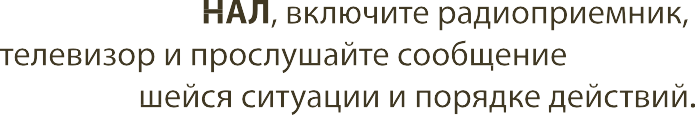 НАЛ, включите радиоприемник,
телевизор и прослушайте сообщение
шейся ситуации и порядке действий.